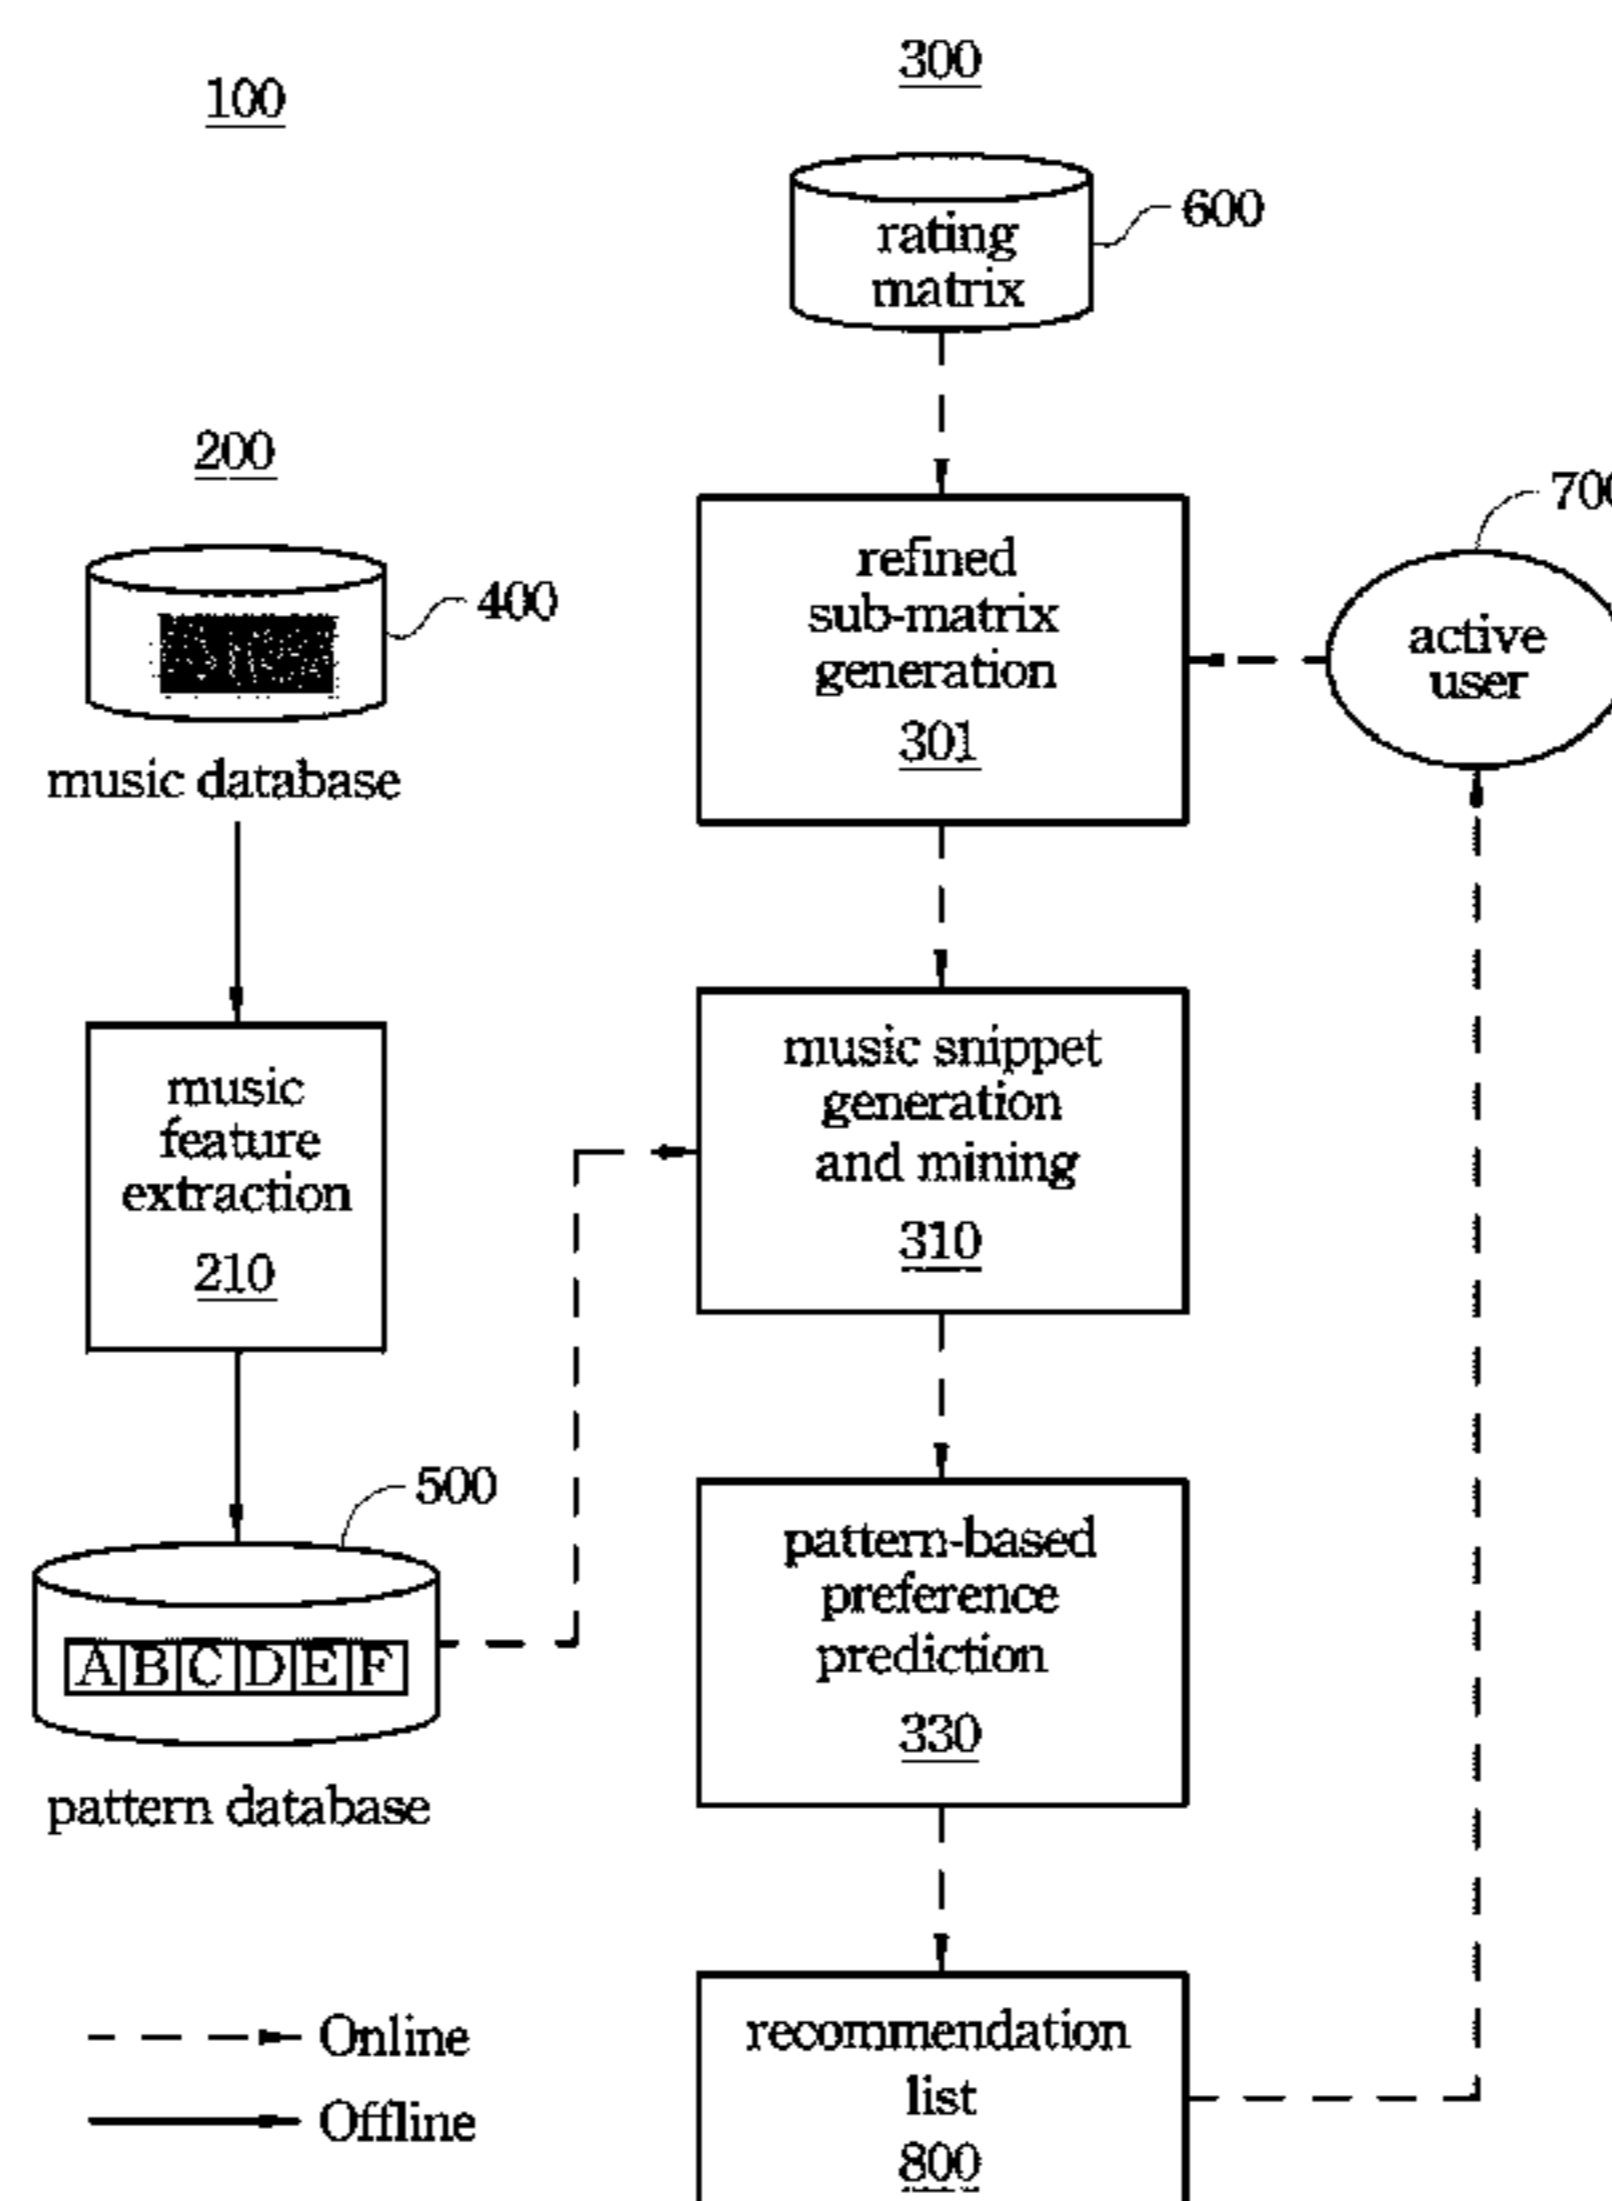 100
300
rating
matrix
600
200
400
music database
refined
sub-matrix
generation
301
700
active
user
music
feature
extraction
210
music snippet
generation
and mining
310
500
A B C D E F
pattern database
pattern-based
preference
prediction
330
recommendation
list
800
Online
Offline